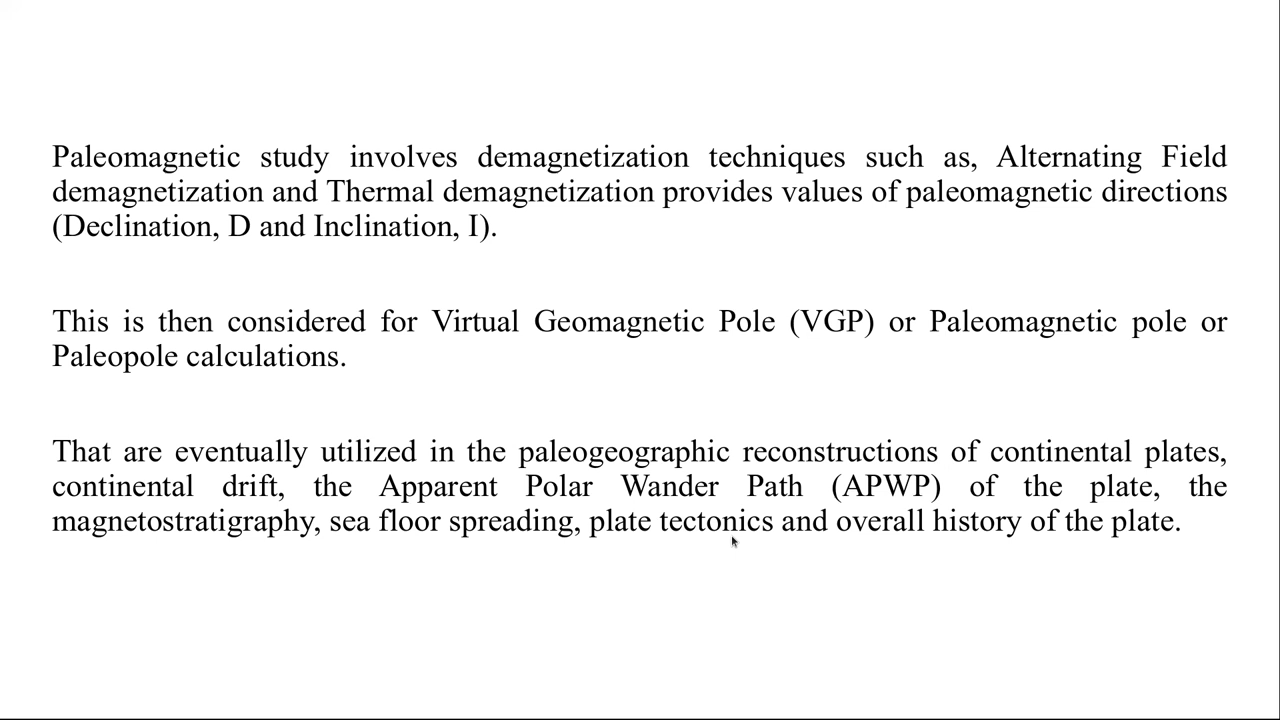 Paleomagnetic study involves demagnetization techniques such as, Alternating Field
demagnetization and Thermal demagnetization provides values of paleomagnetic directions
(Declination, D and Inclination, I).
This is then considered for Virtual Geomagnetic Pole (VGP) or Paleomagnetic pole or
Paleopole calculations.
That are eventually utilized in the paleogeographic reconstructions of continental plates,
continental drift, the Apparent Polar Wander Path (APWP) of the plate, the
magnetostratigraphy, sea floor spreading, plate tectonics and overall history of the plate.